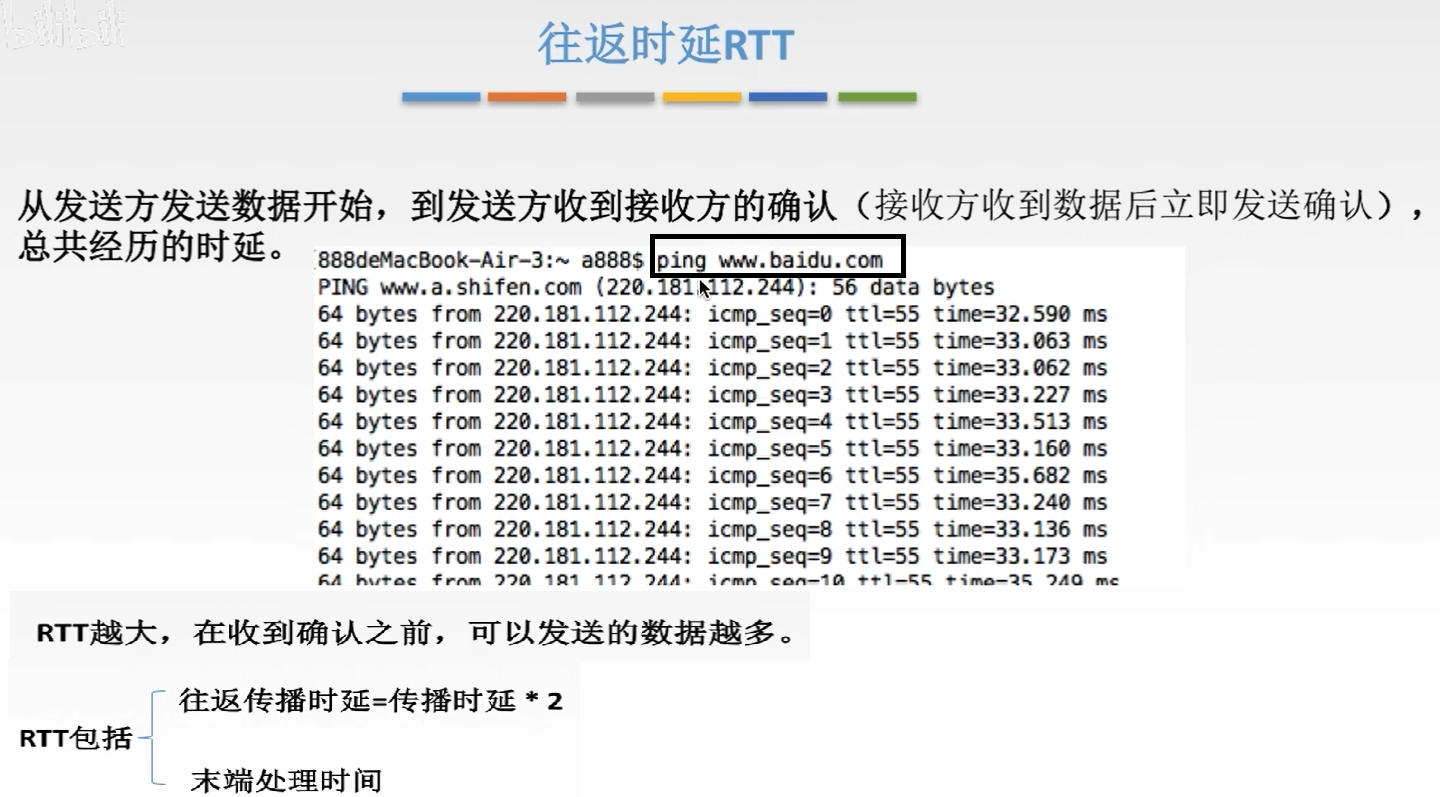 bilibili
往返时延RTT
从发送方发送数据开始，到发送方收到接收方的确认（接收方收到数据后立即发送确认），
总共经历的时延。
[888deMacBook-Air-3:~ a888$ ping www.baidu.com
PING www.a.shifen.com (220.181.112.244): 56 data bytes
64 bytes from 220.181.112.244: icmp_seq=0 ttl=55 time=32.590 ms
64 bytes from 220.181.112.244: icmp_seq=1 ttl=55 time=33.063 ms
64 bytes from 220.181.112.244: icmp_seq=2 ttl=55 time=33.062 ms
64 bytes from 220.181.112.244: icmp_seq=3 ttl=55 time=33.227 ms
64 bytes from 220.181.112.244: icmp_seq=4 ttl=55 time=33.513 ms
64 bytes from 220.181.112.244: icmp_seq=5 ttl=55 time=33.160 ms
64 bytes from 220.181.112.244: icmp_seq=6 ttl=55 time=35.682 ms
64 bytes from 220.181.112.244: icmp_seq=7 ttl=55 time=33.240 ms
64 bytes from 220.181.112.244: icmp_seq=8 ttl=55 time=33.136 ms
64 bytes from 220.181.112.244: icmp_seq=9 ttl=55 time=33.173 ms
64 bytes from 220.181.112.244: icmp_seq=10 ttl=55 time=35.249 ms
RTT越大，在收到确认之前，可以发送的数据越多。
往返传播时延=传播时延 * 2
RTT包括
末端处理时间